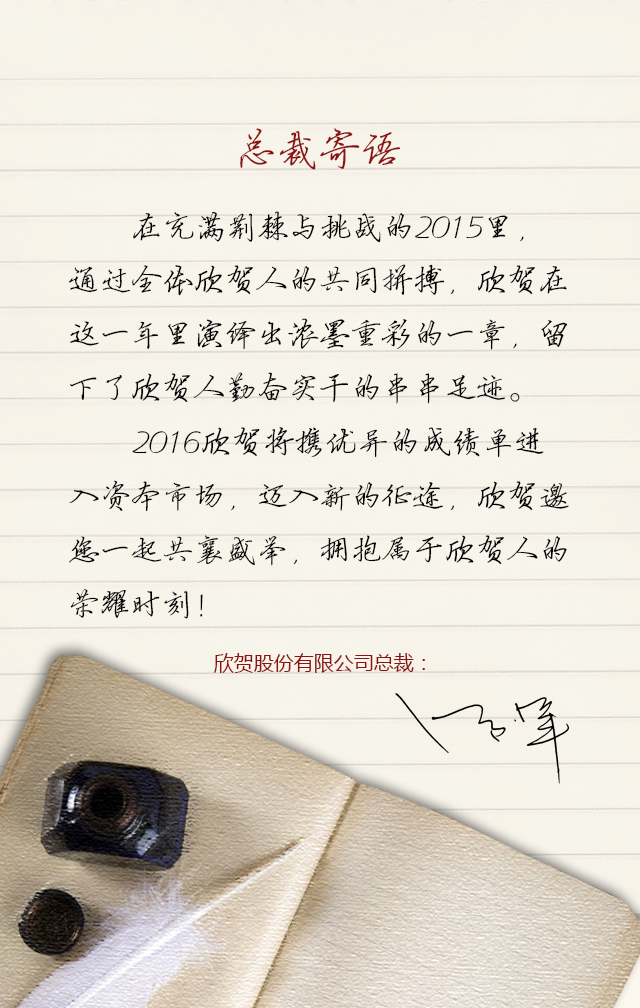 总裁寄语
在充满荆棘与挑战的2015里，
通过全体欣贺人的共同拼搏，欣贺在
这一年里演绎出浓墨重彩的一章，留
下了欣贺人勤奋实干的串串足迹。
2016欣贺将携优异的成绩单进
入资本市场，迈入新的征途，欣贺邀
您一起共襄盛举，拥抱属于欣贺人的
荣耀时刻！
欣贺股份有限公司总裁：